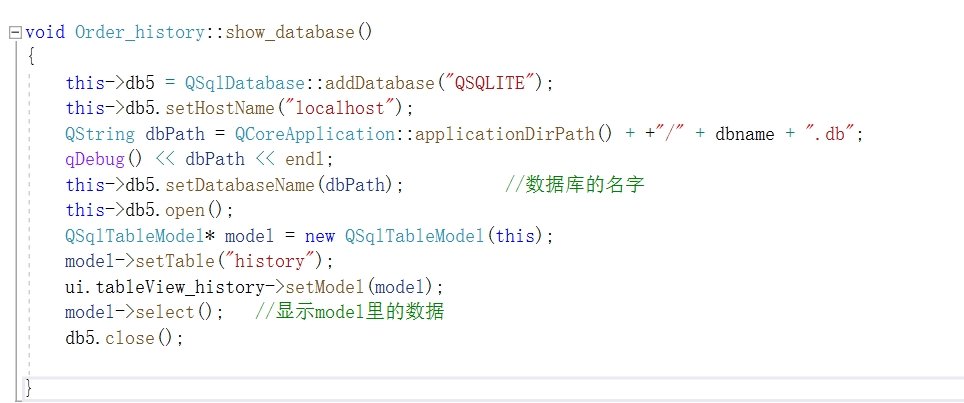 void Order_history::show_database()
{
this->db5 = QSqlDatabase::addDatabase("QSQLITE");
this->db5.setHostName("localhost");
QString dbPath = QCoreApplication::applicationDirPath() + +"/" + dbname + ".db";
qDebug() << dbPath << endl;
this->db5.setDatabaseName(dbPath); //数据库的名字
this->db5.open();
QSqlTableModel* model = new QSqlTableModel(this);
model->setTable("history");
ui.tableView_history->setModel(model);
model->select(); //显示model里的数据
db5.close();
}